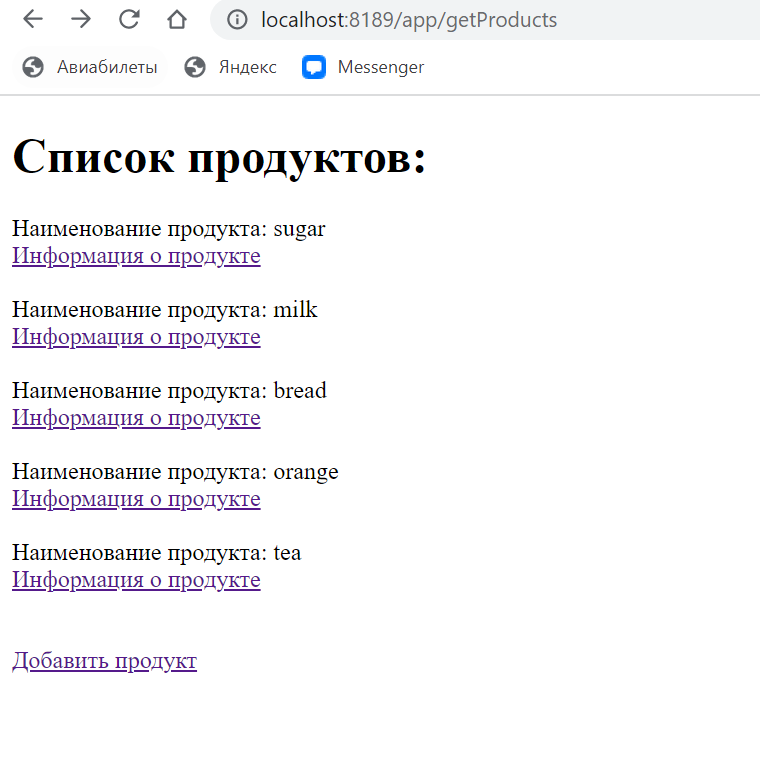 localhost:8189/app/getProducts
Авиабилеты Яндекс Messenger
Список продуктов:
Наименование продукта: sugar
Информация о продукте
Наименование продукта: milk
Информация о продукте
Наименование продукта: bread
Информация о продукте
Наименование продукта: orange
Информация о продукте
Наименование продукта: tea
Информация о продукте
Добавить продукт